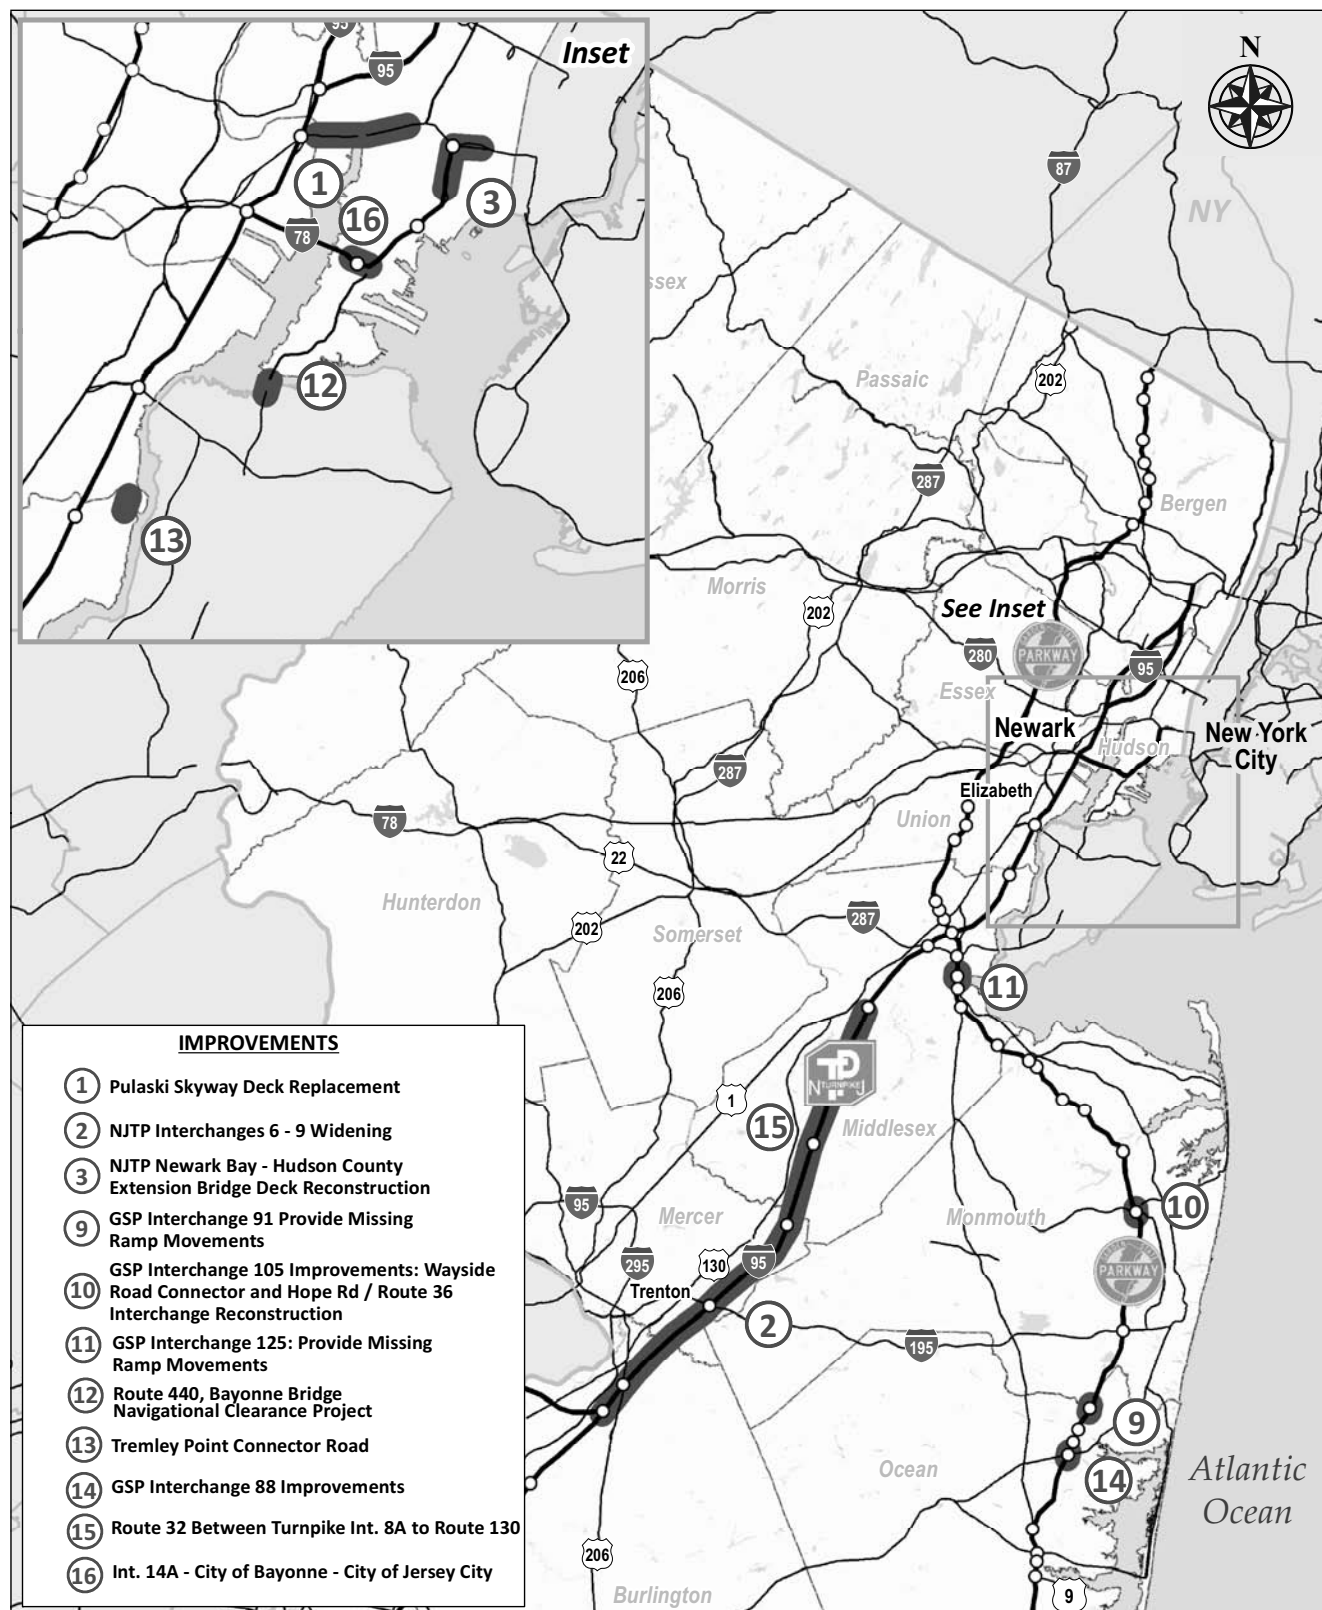 Inset
95
95
1
3
16
78
12
13
N
87
NY
ssex
Passaic
202
287
Bergen
Morris
202
See Inset
PARKWAY
280
95
206
Essex
Newark
Hudson
New York
City
287
Elizabeth
78
Union
22
Hunterdon
287
202
Somerset
206
11
TP
N TURNPIKE J
1
15
Middlesex
95
Mercer
Monmouth
10
295
130
95
PARKWAY
Trenton
2
195
9
Ocean
14
Atlantic
Ocean
206
Burlington
9
IMPROVEMENTS
1 Pulaski Skyway Deck Replacement
2 NJTP Interchanges 6 - 9 Widening
3 NJTP Newark Bay - Hudson County
Extension Bridge Deck Reconstruction
9 GSP Interchange 91 Provide Missing
Ramp Movements
10 GSP Interchange 105 Improvements: Wayside
Road Connector and Hope Rd / Route 36
Interchange Reconstruction
11 GSP Interchange 125: Provide Missing
Ramp Movements
12 Route 440, Bayonne Bridge
Navigational Clearance Project
13 Tremley Point Connector Road
14 GSP Interchange 88 Improvements
15 Route 32 Between Turnpike Int. 8A to Route 130
16 Int. 14A - City of Bayonne - City of Jersey City